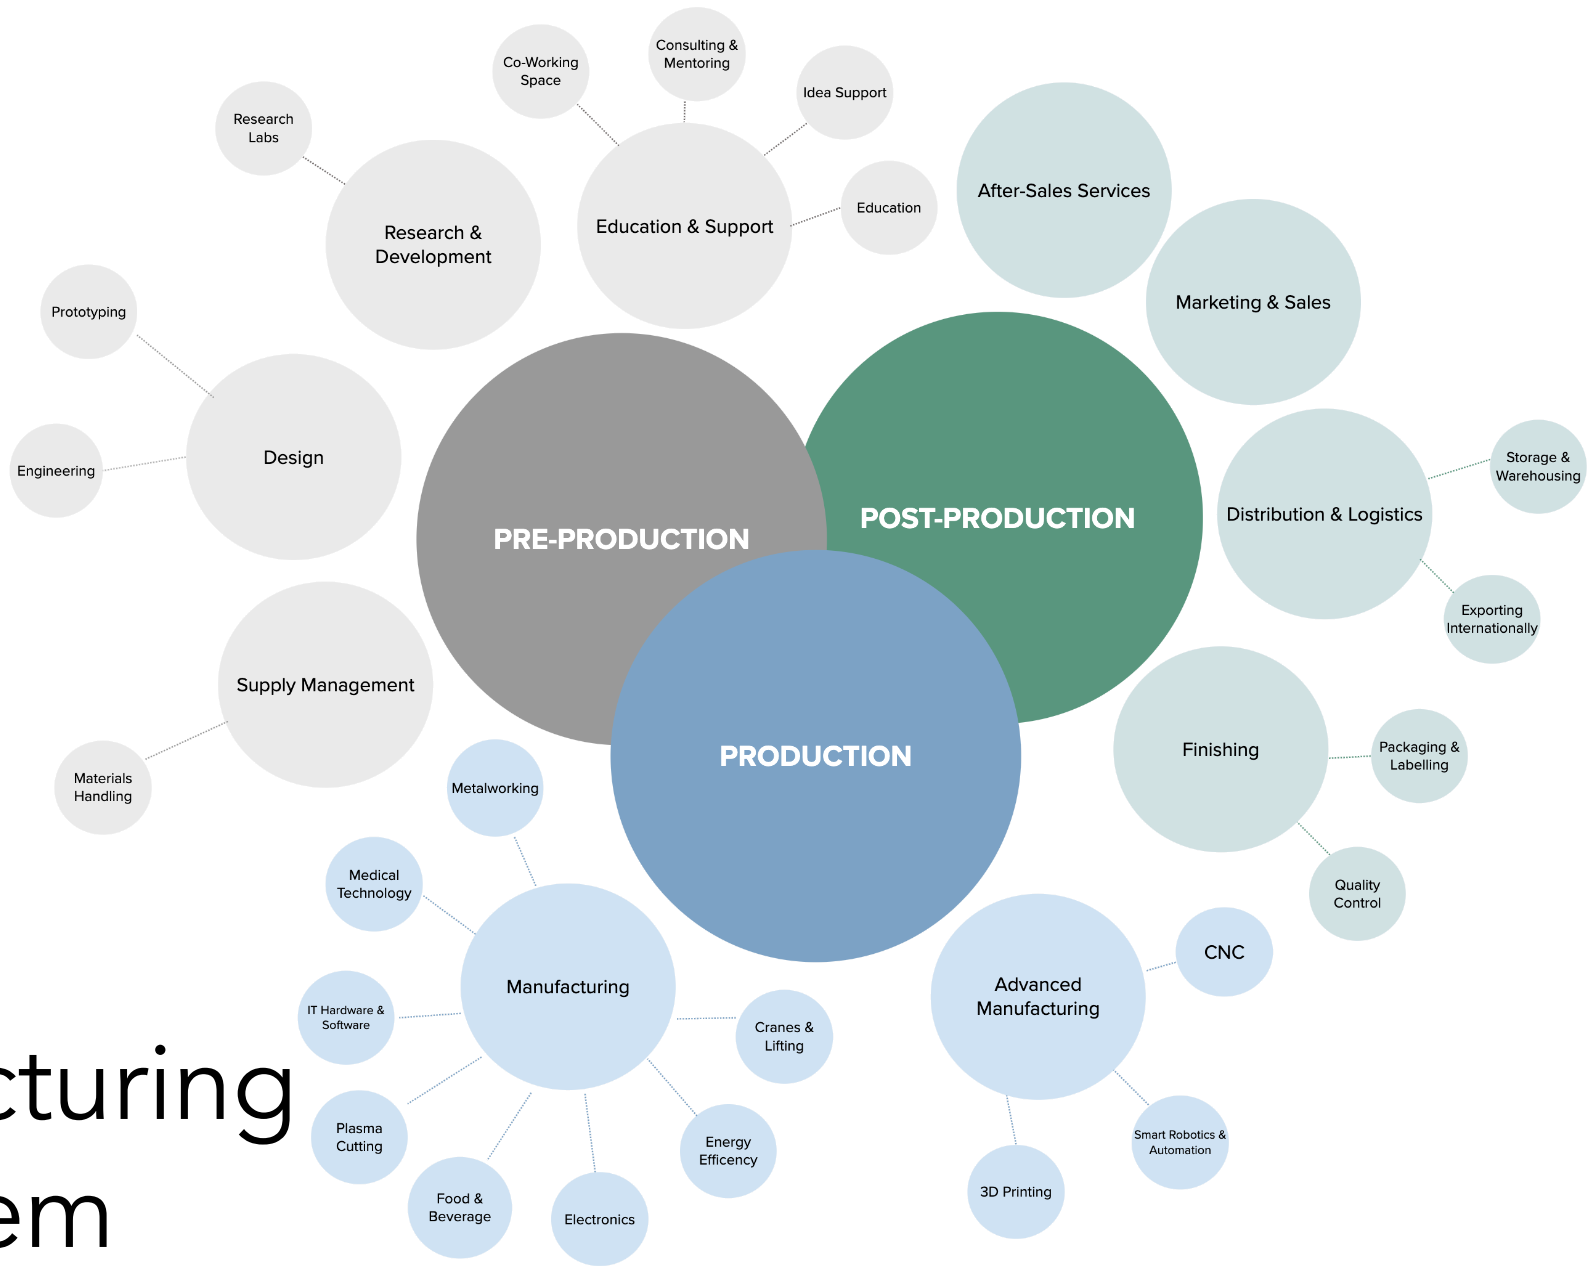 Co-Working
Space
Consulting &
Mentoring
Idea Support
Education
Education & Support
Research
Labs
Research &
Development
Prototyping
Engineering
Design
Supply Management
Materials
Handling
PRE-PRODUCTION
POST-PRODUCTION
PRODUCTION
After-Sales Services
Marketing & Sales
Distribution & Logistics
Storage &
Warehousing
Exporting
Internationally
Finishing
Packaging &
Labelling
Quality
Control
Metalworking
Medical
Technology
IT Hardware &
Software
Plasma
Cutting
Food &
Beverage
Electronics
Energy
Efficency
Cranes &
Lifting
Manufacturing
Advanced
Manufacturing
CNC
Smart Robotics &
Automation
3D Printing
cturing
em